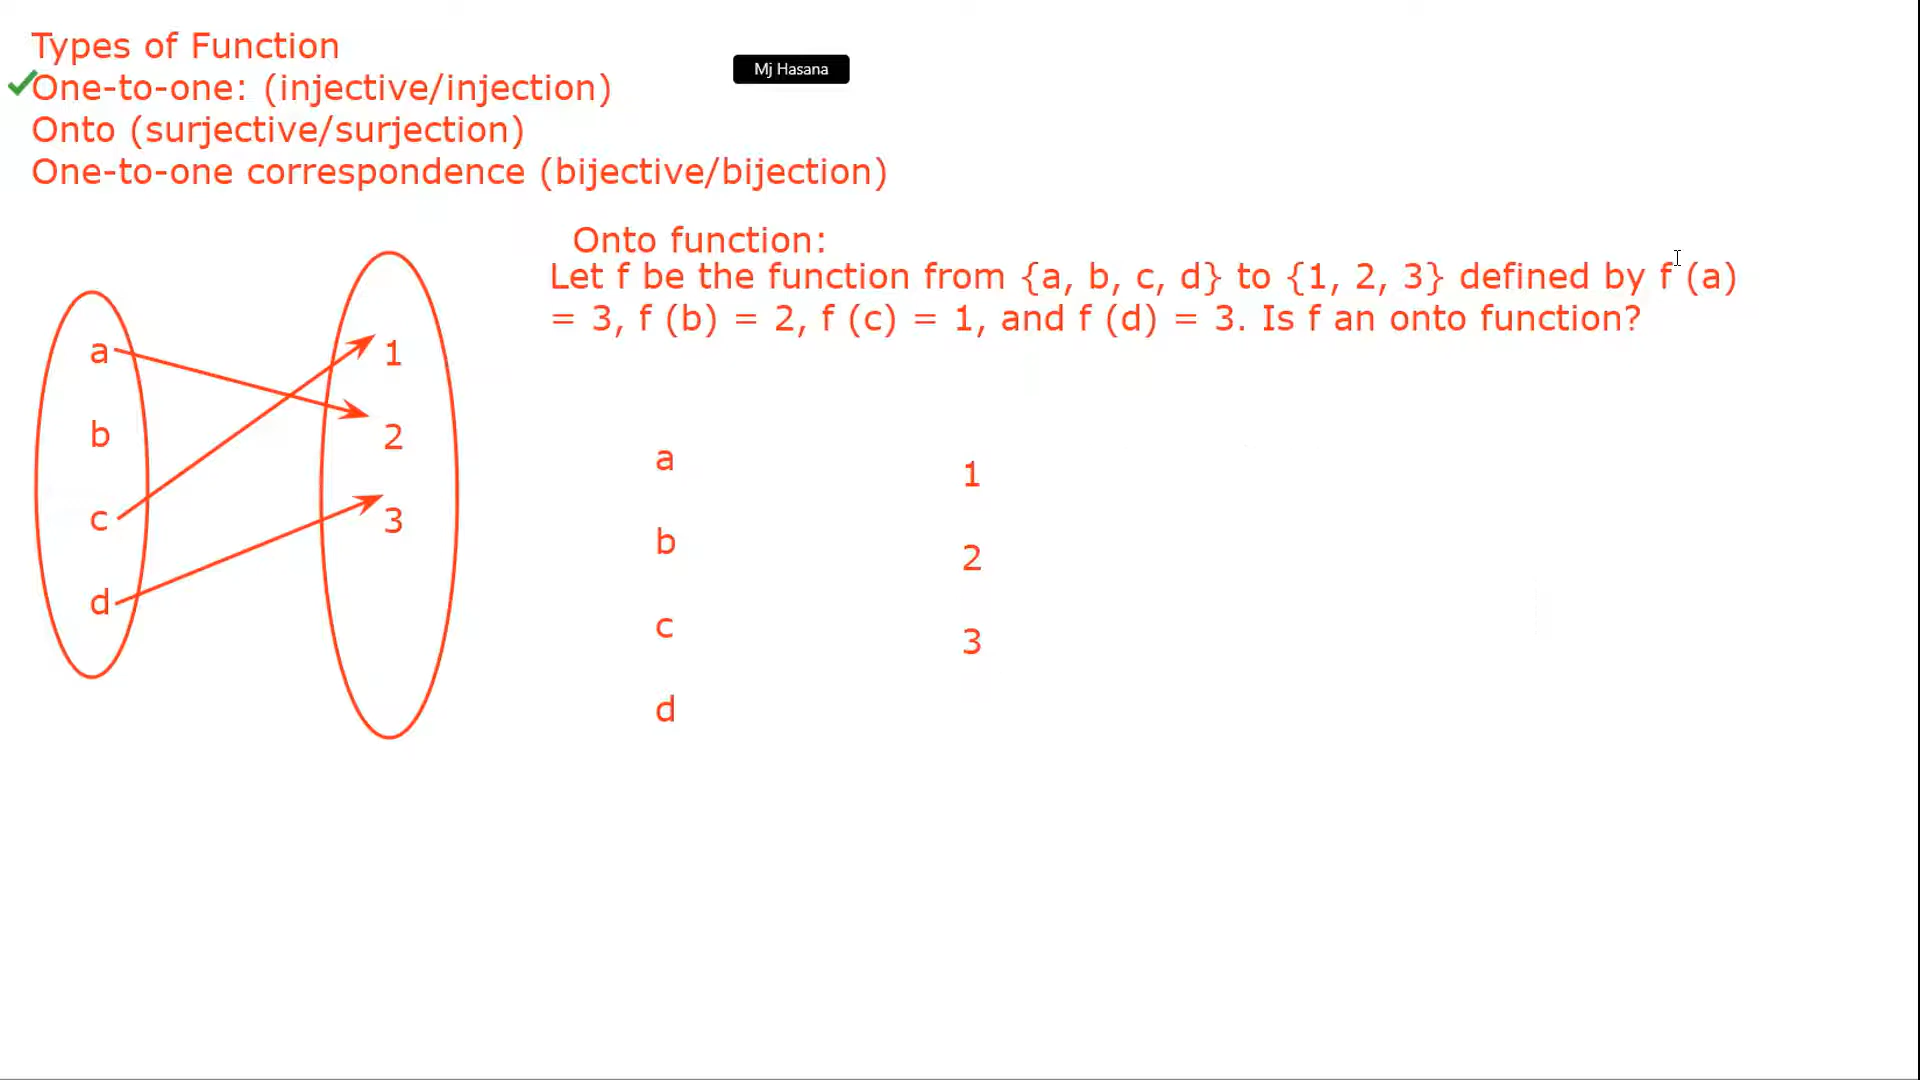 Types of Function
One-to-one: (injective/injection)
Onto (surjective/surjection)
One-to-one correspondence (bijective/bijection)
Mj Hasana
Onto function:
Let f be the function from {a, b, c, d} to {1, 2, 3} defined by f (a)
= 3, f (b) = 2, f (c) = 1, and f (d) = 3. Is f an onto function?
a
b
c
d
1
2
3
a
b
c
d
1
2
3